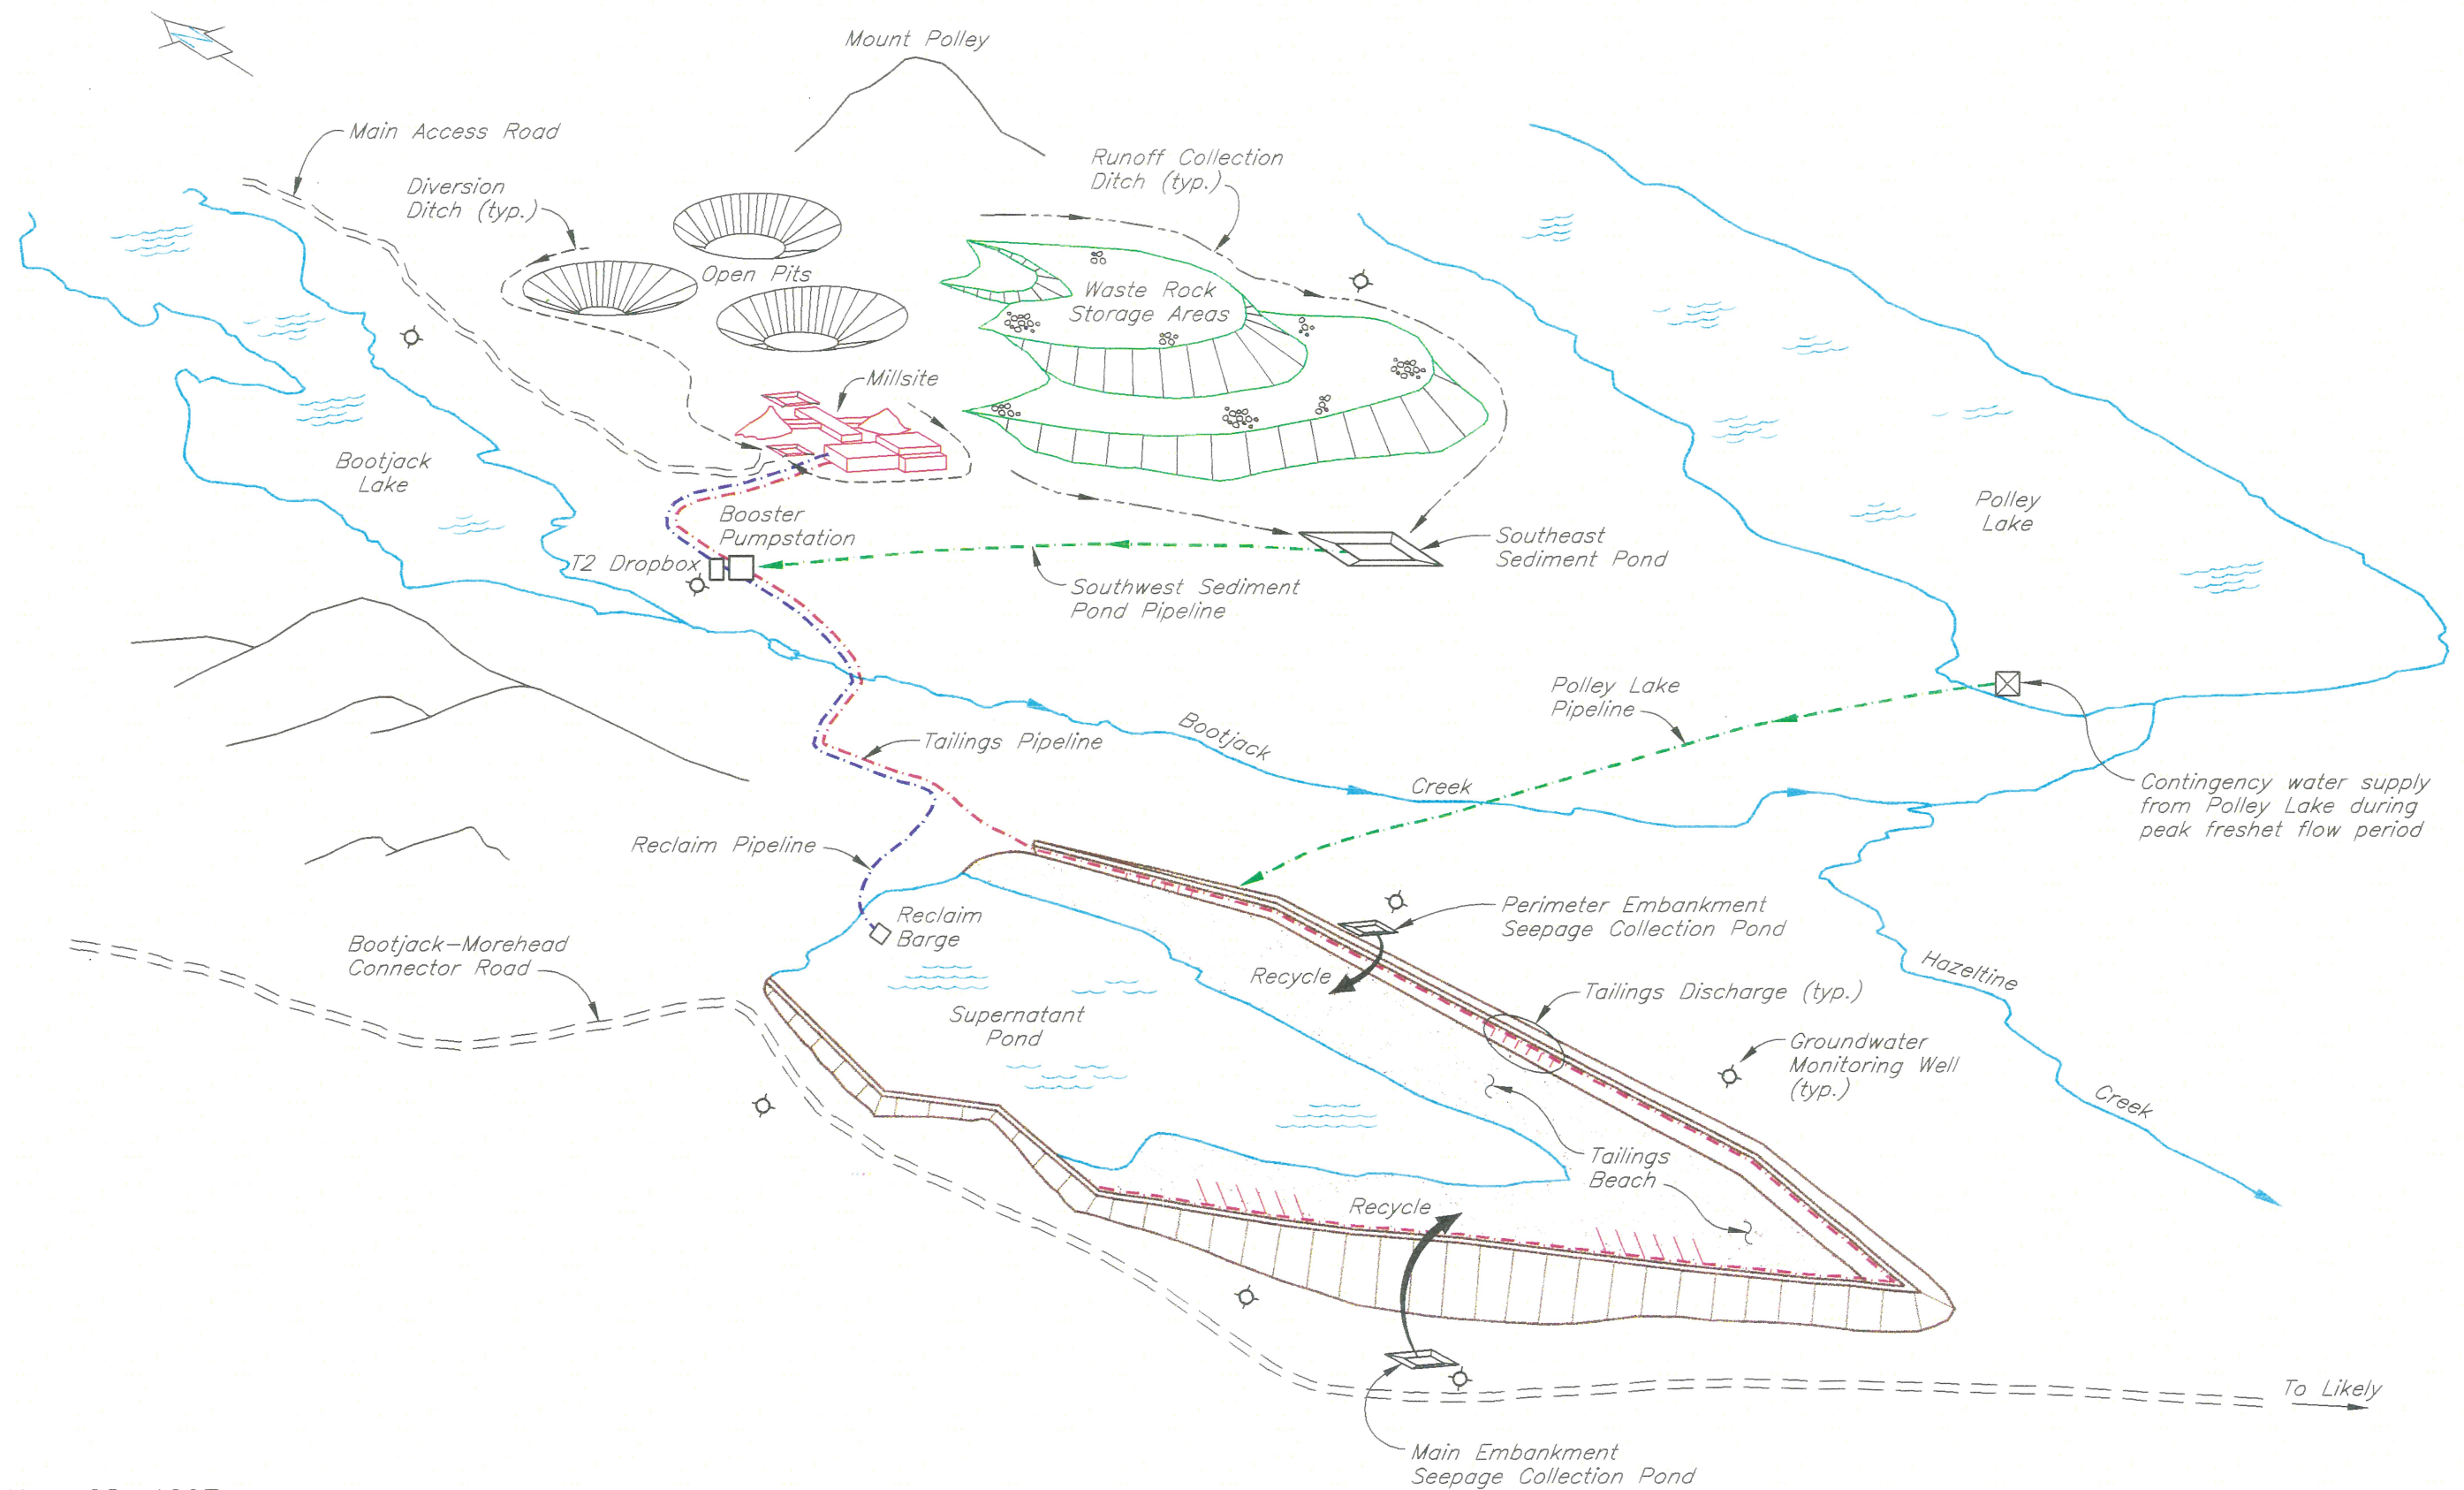 Mount Polley
Main Access Road
Diversion
Ditch (typ.)
Runoff Collection
Ditch (typ.)
Open Pits
Waste Rock
Storage Areas
Millsite
Bootjack
Lake
Polley
Lake
Booster
Pumpstation
T2 Dropbox
Southeast
Sediment Pond
Southwest Sediment
Pond Pipeline
Polley Lake
Pipeline
Bootjack
Creek
Tailings Pipeline
Contingency water supply
from Polley Lake during
peak freshet flow period
Reclaim Pipeline
Reclaim
Barge
Perimeter Embankment
Seepage Collection Pond
Bootjack-Morehead
Connector Road
Recycle
Hazeltine
Creek
Tailings Discharge (typ.)
Supernatant
Pond
Groundwater
Monitoring Well
(typ.)
Tailings
Beach
Recycle
To Likely
Main Embankment
Seepage Collection Pond